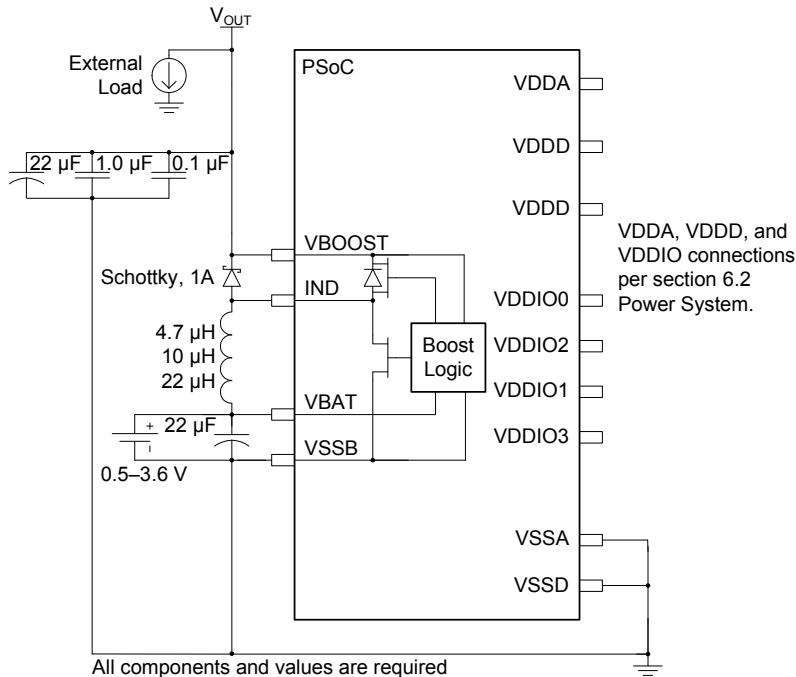 VOUT
External
Load
PSoC
VDDA
22 µF
1.0 µF
0.1 µF
VDDD
VDDD
VDDA, VDDD, and
VDDIO connections
per section 6.2
Power System.
VBOOST
Schottky, 1A
IND
VDDIO0
4.7 µH
10 µH
22 µH
Boost
Logic
VDDIO2
VDDIO1
VBAT
22 µF
VDDIO3
+
-
VSSB
0.5–3.6 V
VSSA
VSSD
All components and values are required